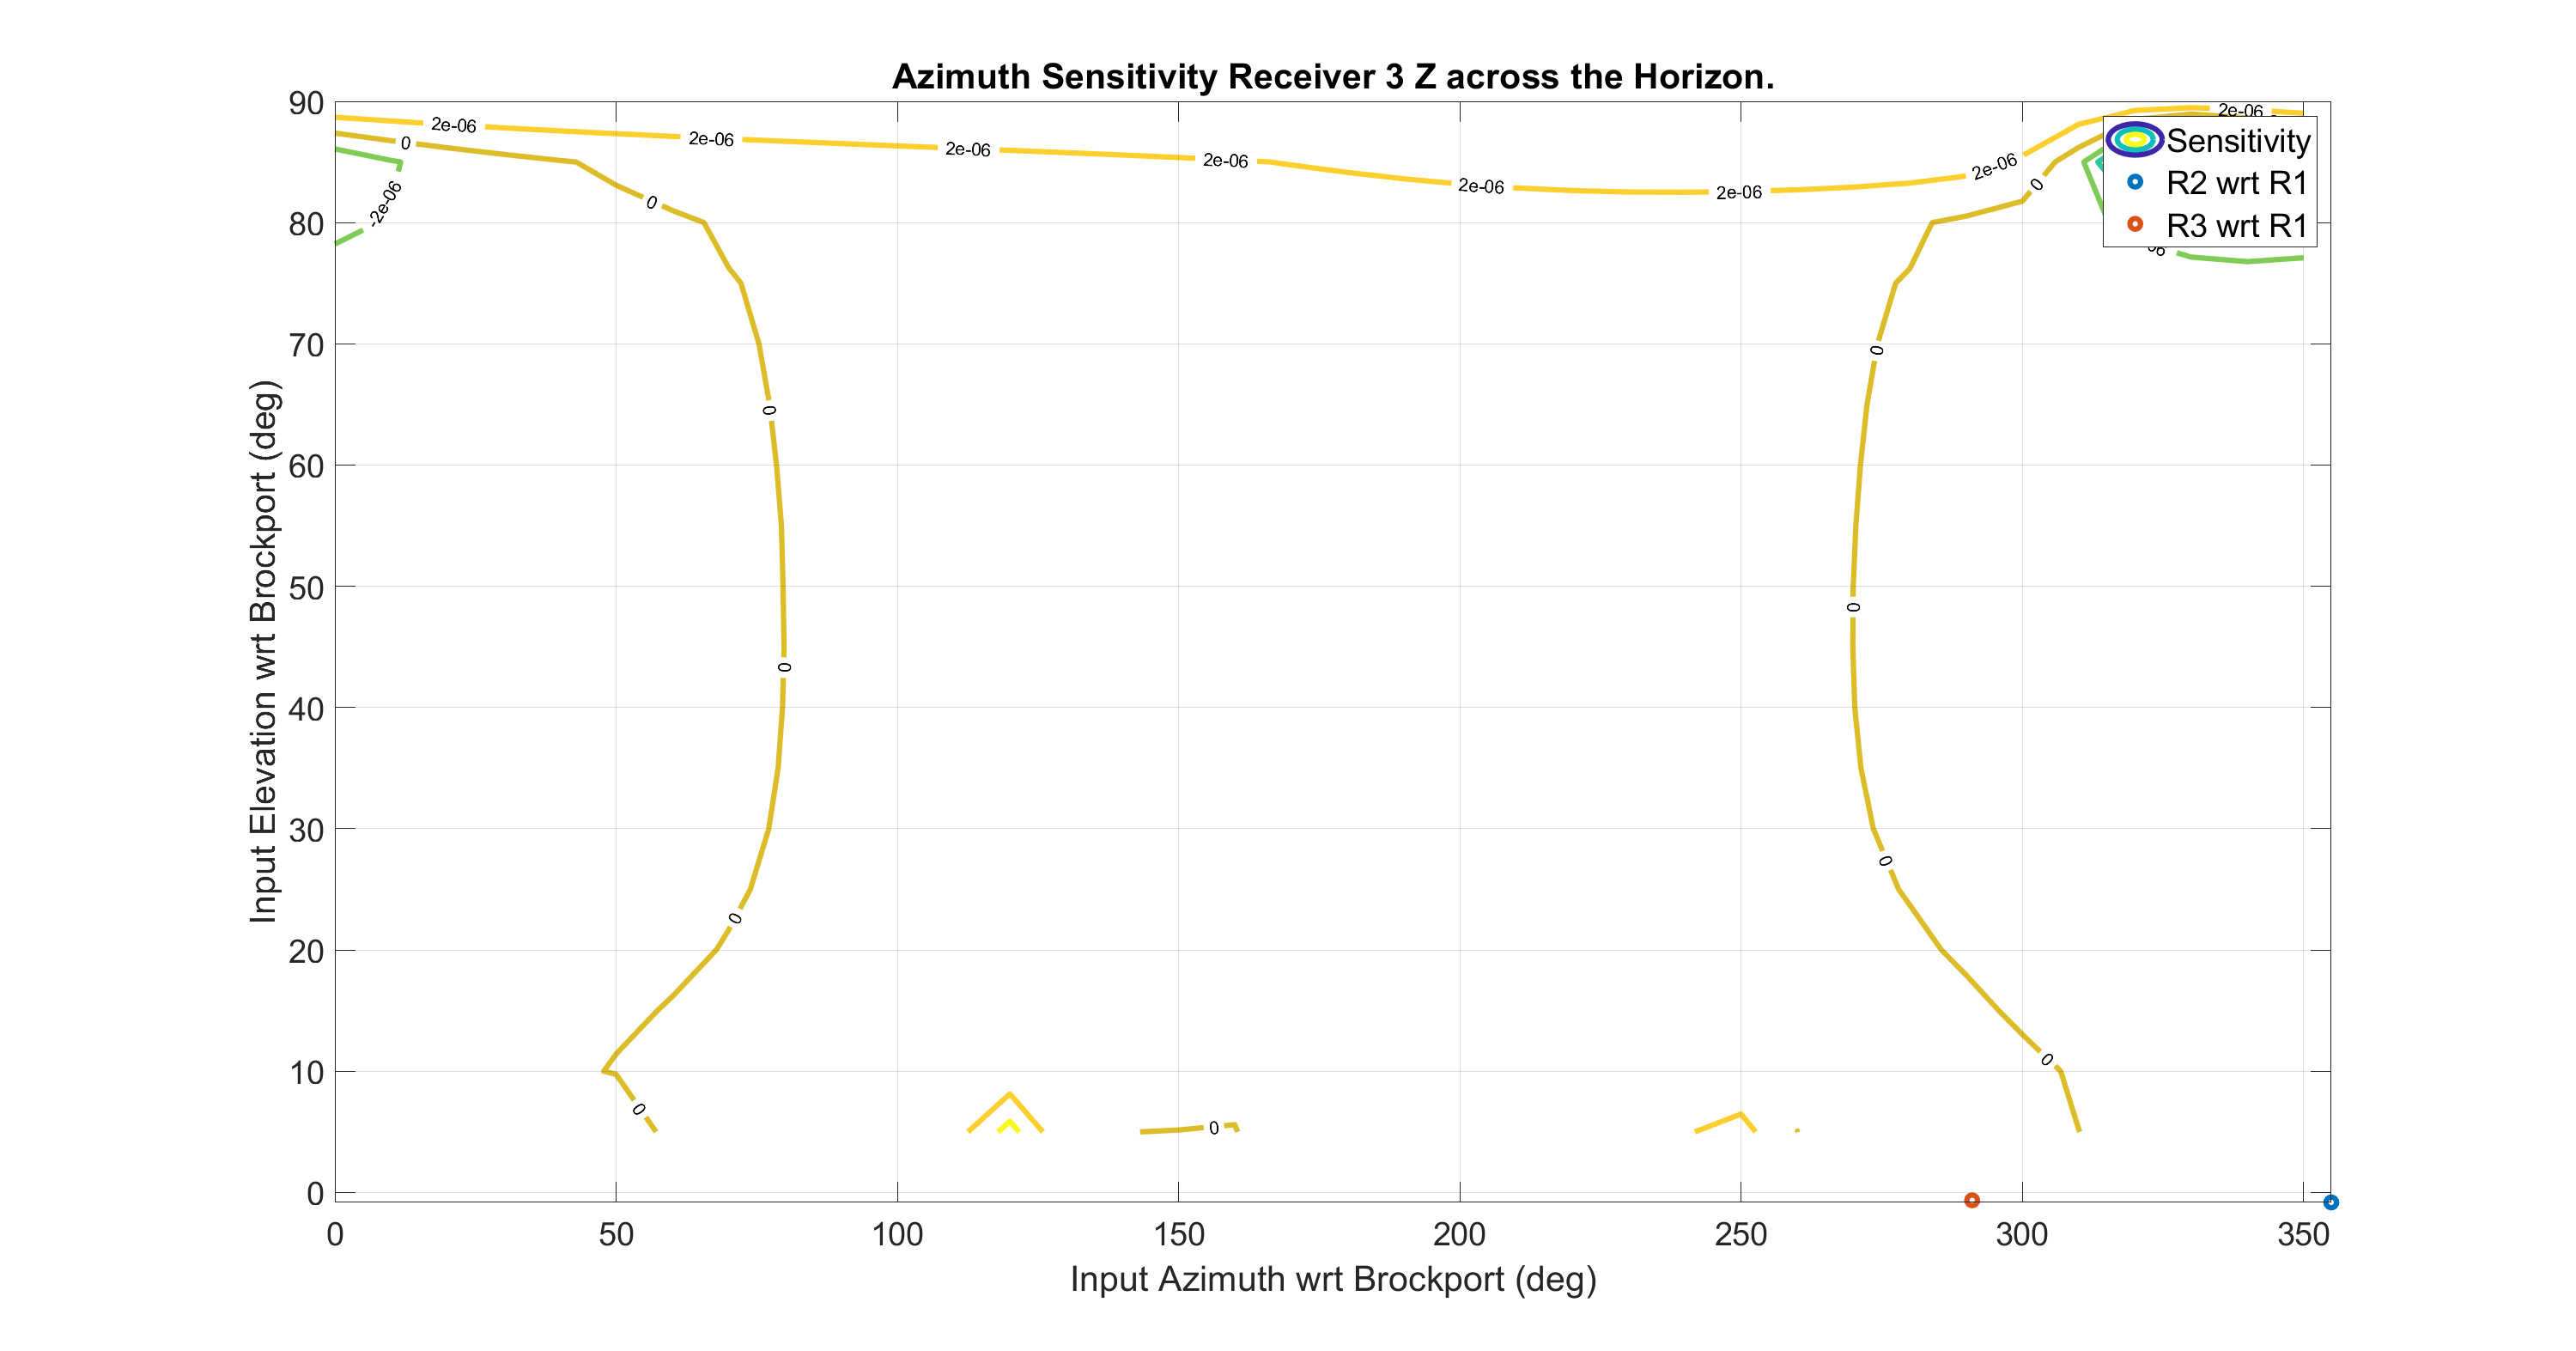 Azimuth Sensitivity Receiver 3 Z across the Horizon.
90
80
70
60
50
40
30
20
10
0
Input Elevation wrt Brockport (deg)
2e-06
2e-06
2e-06
2e-06
2e-06
2e-06
2e-06
2e-06
0
-2e-06
0
0
0
0
0
0
0
0
0
0
0
0
Sensitivity
R2 wrt R1
R3 wrt R1
0 50 100 150 200 250 300 350
Input Azimuth wrt Brockport (deg)